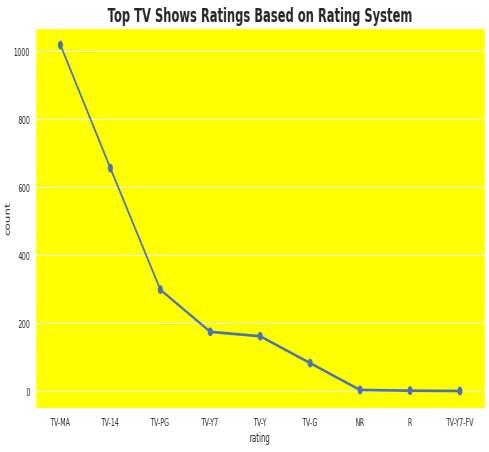 Top TV Shows Ratings Based on Rating System
1000
800
600
400
200
0
count
TV-MA TV-14 TV-PG TV-Y7 TV-Y TV-G NR R TV-Y7-FV
rating